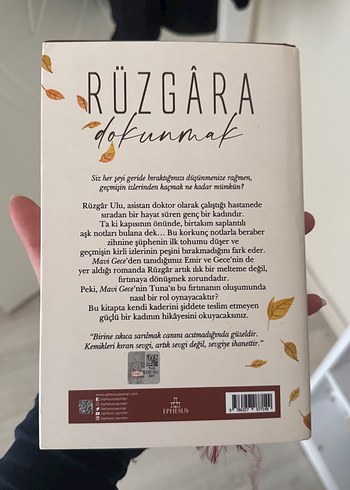 RÜZGÂRA
dokunmak
Siz her şeyi geride bıraktığınızı düşünmenize rağmen,
geçmişin izlerinden kaçmak ne kadar mümkün?
Rüzgâr Ulu, asistan doktor olarak çalıştığı hastanede
sıradan bir hayat süren genç bir kadındır.
Ta ki kapısının önünde, birtakım saplantılı
aşk notları bulana dek... Bu korkunç notlarla beraber
zihnine şüphenin ilk tohumu düşer ve
geçmişin kirli izlerinin peşini bırakmadığını fark eder.
Mavi Gece'den tanıdığımız Emir ve Gece'nin de
yer aldığı romanda Rüzgâr artık ılık bir melteme değil,
fırtınaya dönüşmek zorundadır.
Peki, Mavi Gece'nin Tuna'sı bu fırtınanın oluşumunda
nasıl bir rol oynayacaktır?
Bu kitapta kendi kaderini şiddete teslim etmeyen
güçlü bir kadının hikâyesini okuyacaksınız.
"Birine sıkıca sarılmak canını acıtmadığında güzeldir.
Kemikleri kıran sevgi, artık sevgi değil, sevgiye ihanettir."
EPHESUS